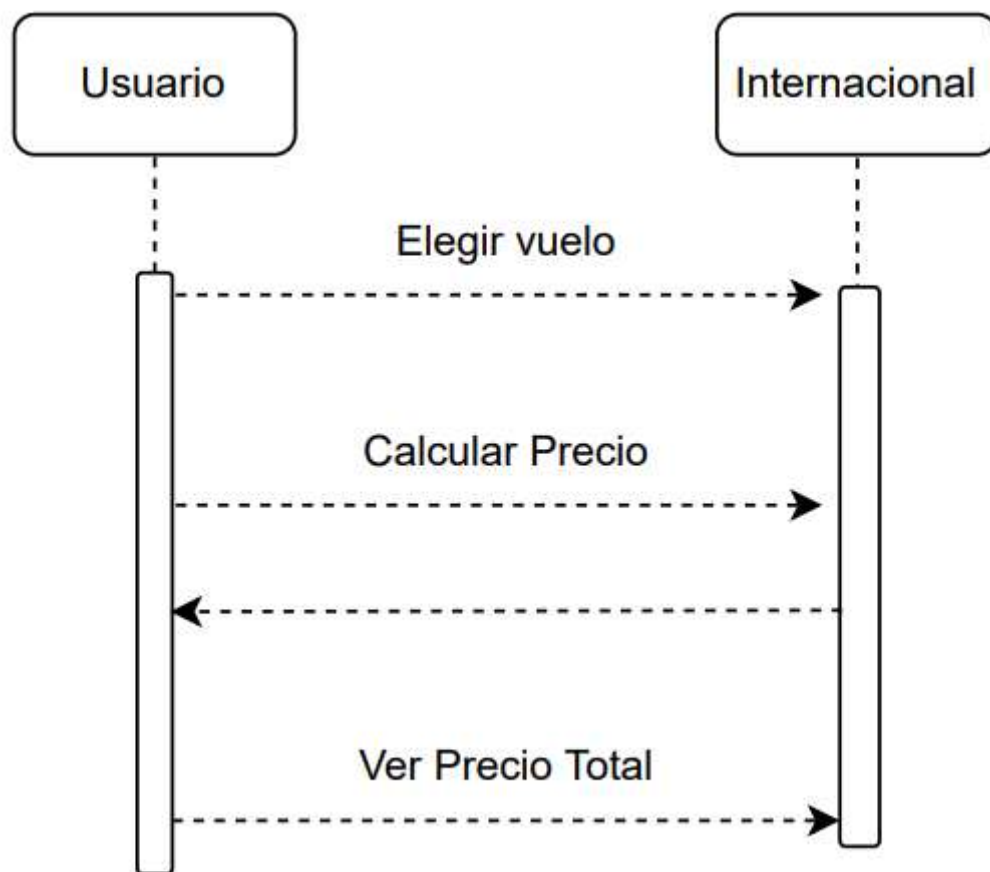 Usuario
Internacional
Elegir vuelo
Calcular Precio
Ver Precio Total